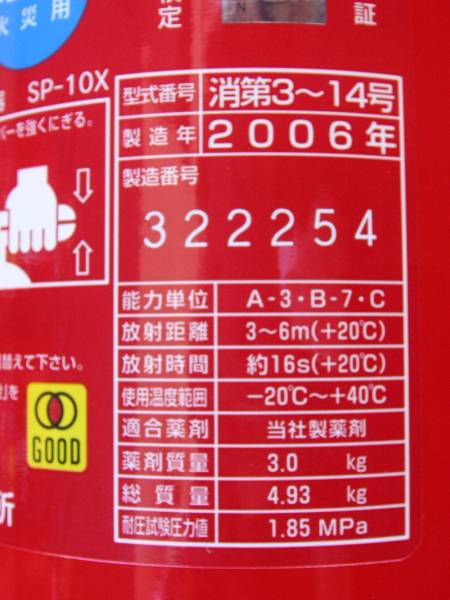 火災用
検定
N
証
器 SP-10X
バーを強くにぎる。
型式番号 消第3～14号
製造年 2006年
製造番号
322254
能力単位 A-3・B-7・C
放射距離 3～6m(+20℃)
放射時間 約16s(+20℃)
使用温度範囲 -20℃～+40℃
適合薬剤 当社製薬剤
薬剤質量 3.0 kg
総質量 4.93 kg
耐圧試験圧力値 1.85 MPa
替えて下さい。
を
GOOD
所